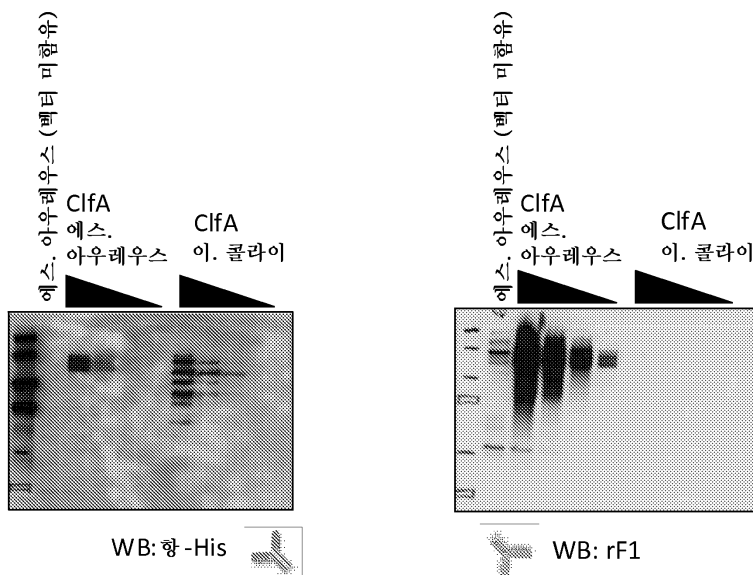 에스. 아우레우스 (벡터 미함유)
ClfA
에스.
아우레우스
ClfA
이. 콜라이
WB: 항-His
에스. 아우레우스 (벡터 미함유)
ClfA
에스.
아우레우스
ClfA
이. 콜라이
WB: rF1